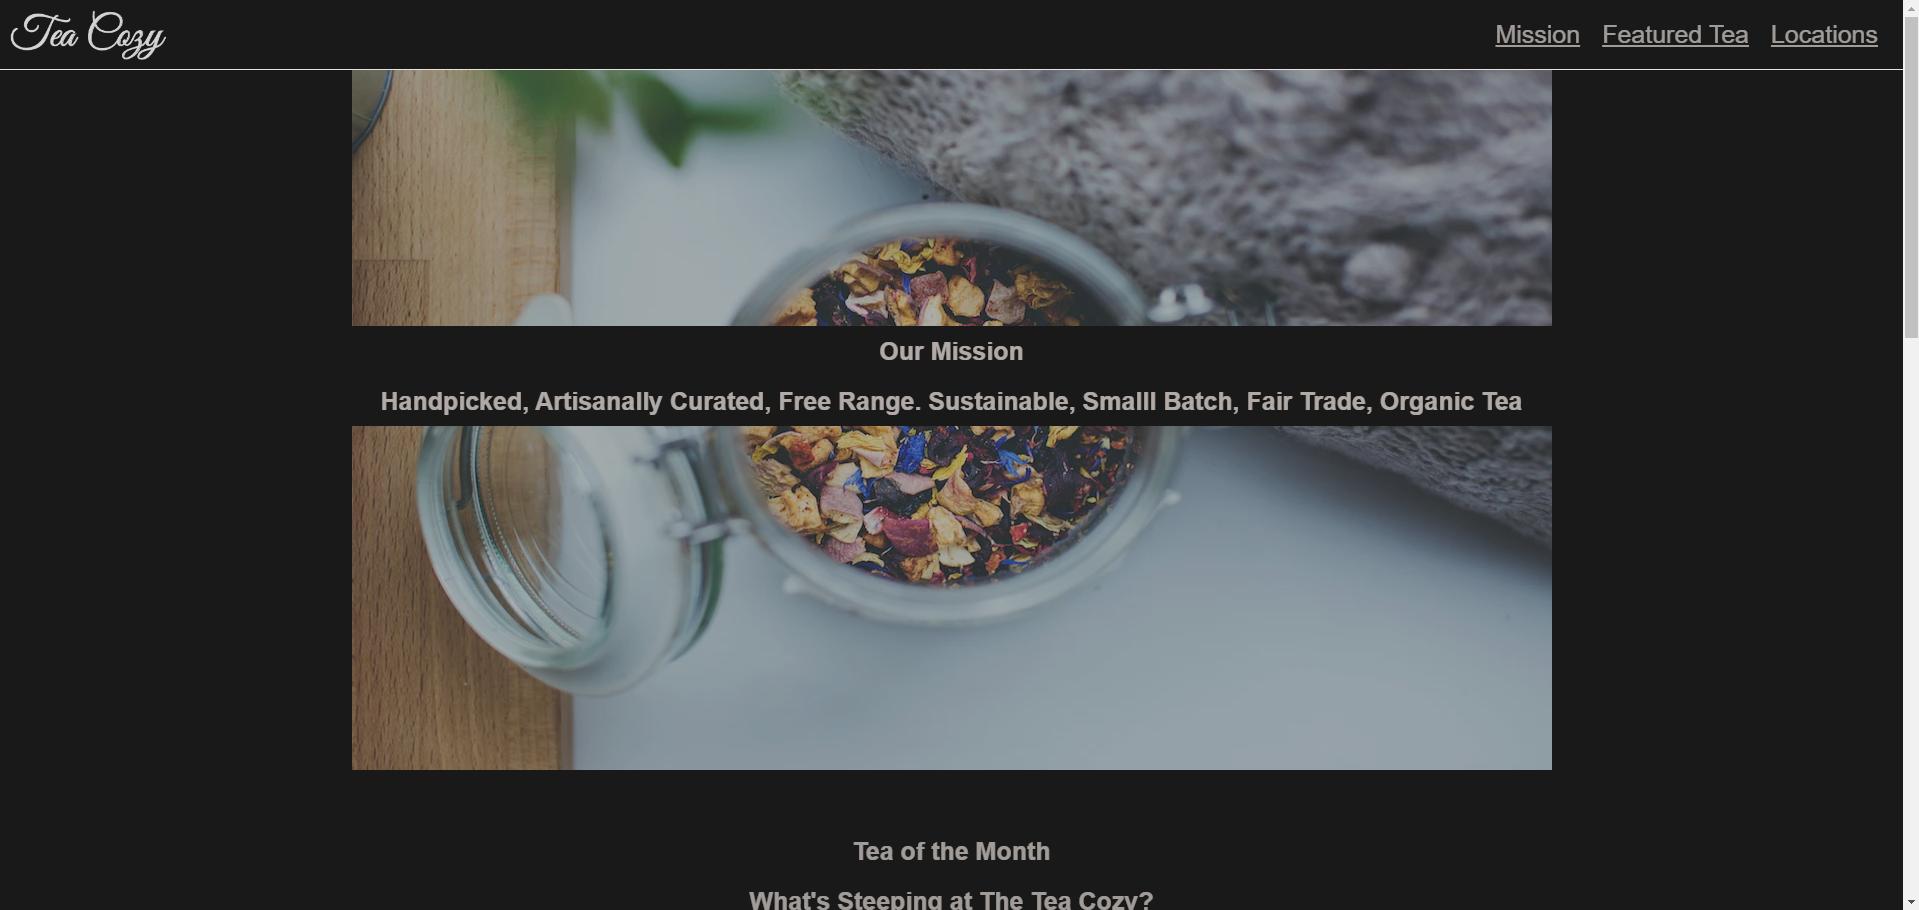 Tea Cozy
Mission Featured Tea Locations
Our Mission
Handpicked, Artisanally Curated, Free Range. Sustainable, Smalll Batch, Fair Trade, Organic Tea
Tea of the Month
What's Steeping at The Tea Cozy?